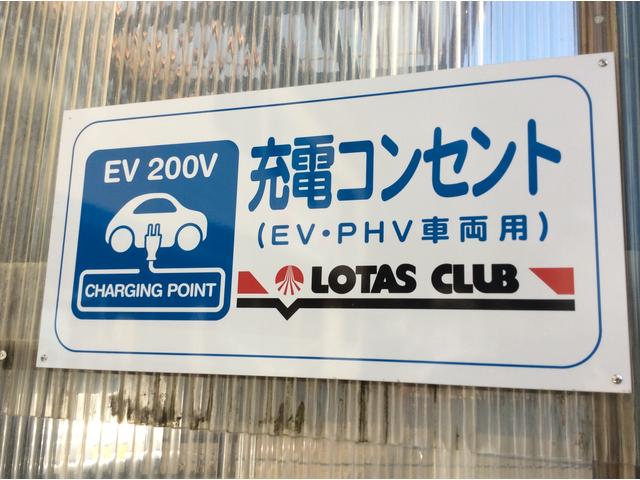 EV 200V
CHARGING POINT
充電コンセント
(EV・PHV車両用)
LOTAS CLUB